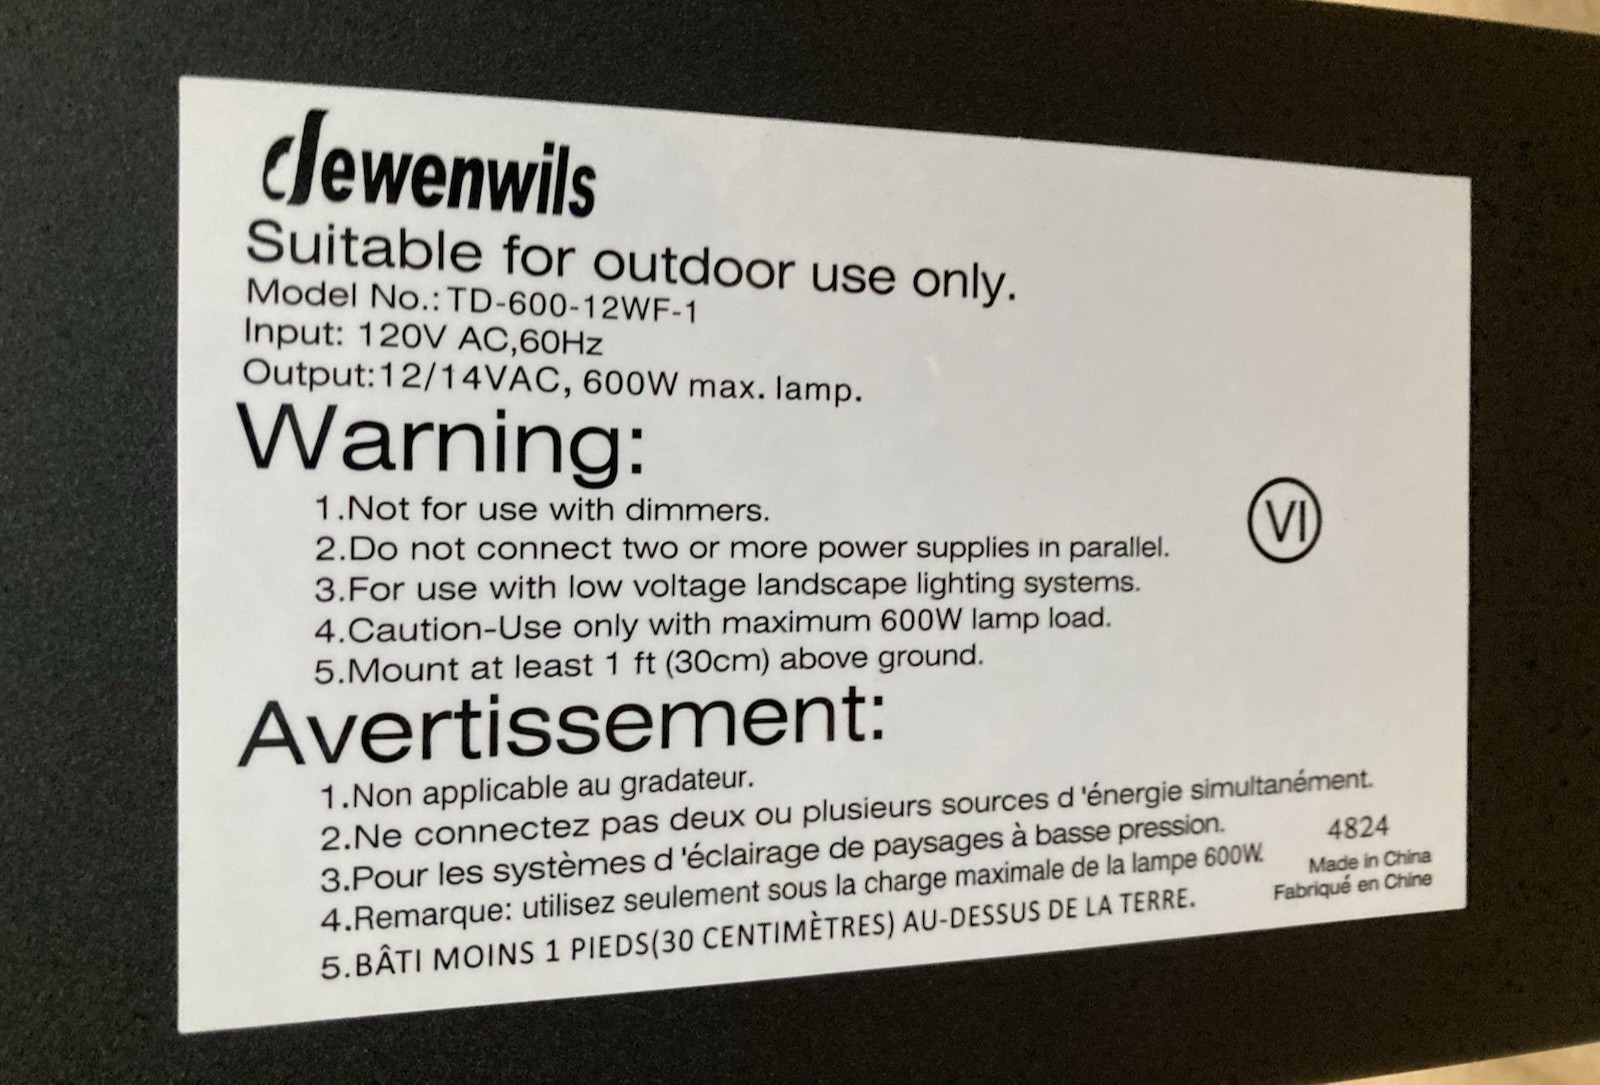 dewenwils
Suitable for outdoor use only.
Model No.: TD-600-12WF-1
Input: 120V AC,60Hz
Output:12/14VAC, 600W max. lamp.
Warning:
1.Not for use with dimmers.
2.Do not connect two or more power supplies in parallel.
3.For use with low voltage landscape lighting systems.
4.Caution-Use only with maximum 600W lamp load.
5.Mount at least 1 ft (30cm) above ground.
VI
Avertissement:
1.Non applicable au gradateur.
2.Ne connectez pas deux ou plusieurs sources d'énergie simultanément.
3.Pour les systèmes d'éclairage de paysages à basse pression.
4.Remarque: utilisez seulement sous la charge maximale de la lampe 600W.
5.BÂTI MOINS 1 PIEDS(30 CENTIMÈTRES) AU-DESSUS DE LA TERRE.
4824
Made in China
Fabriqué en Chine